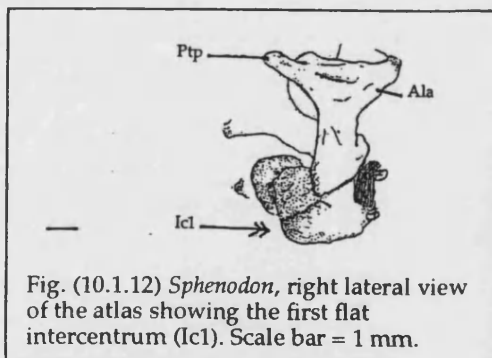 Ptp
Ala
Ic1
Fig. (10.1.12) Sphenodon, right lateral view
of the atlas showing the first flat
intercentrum (Ic1). Scale bar = 1 mm.